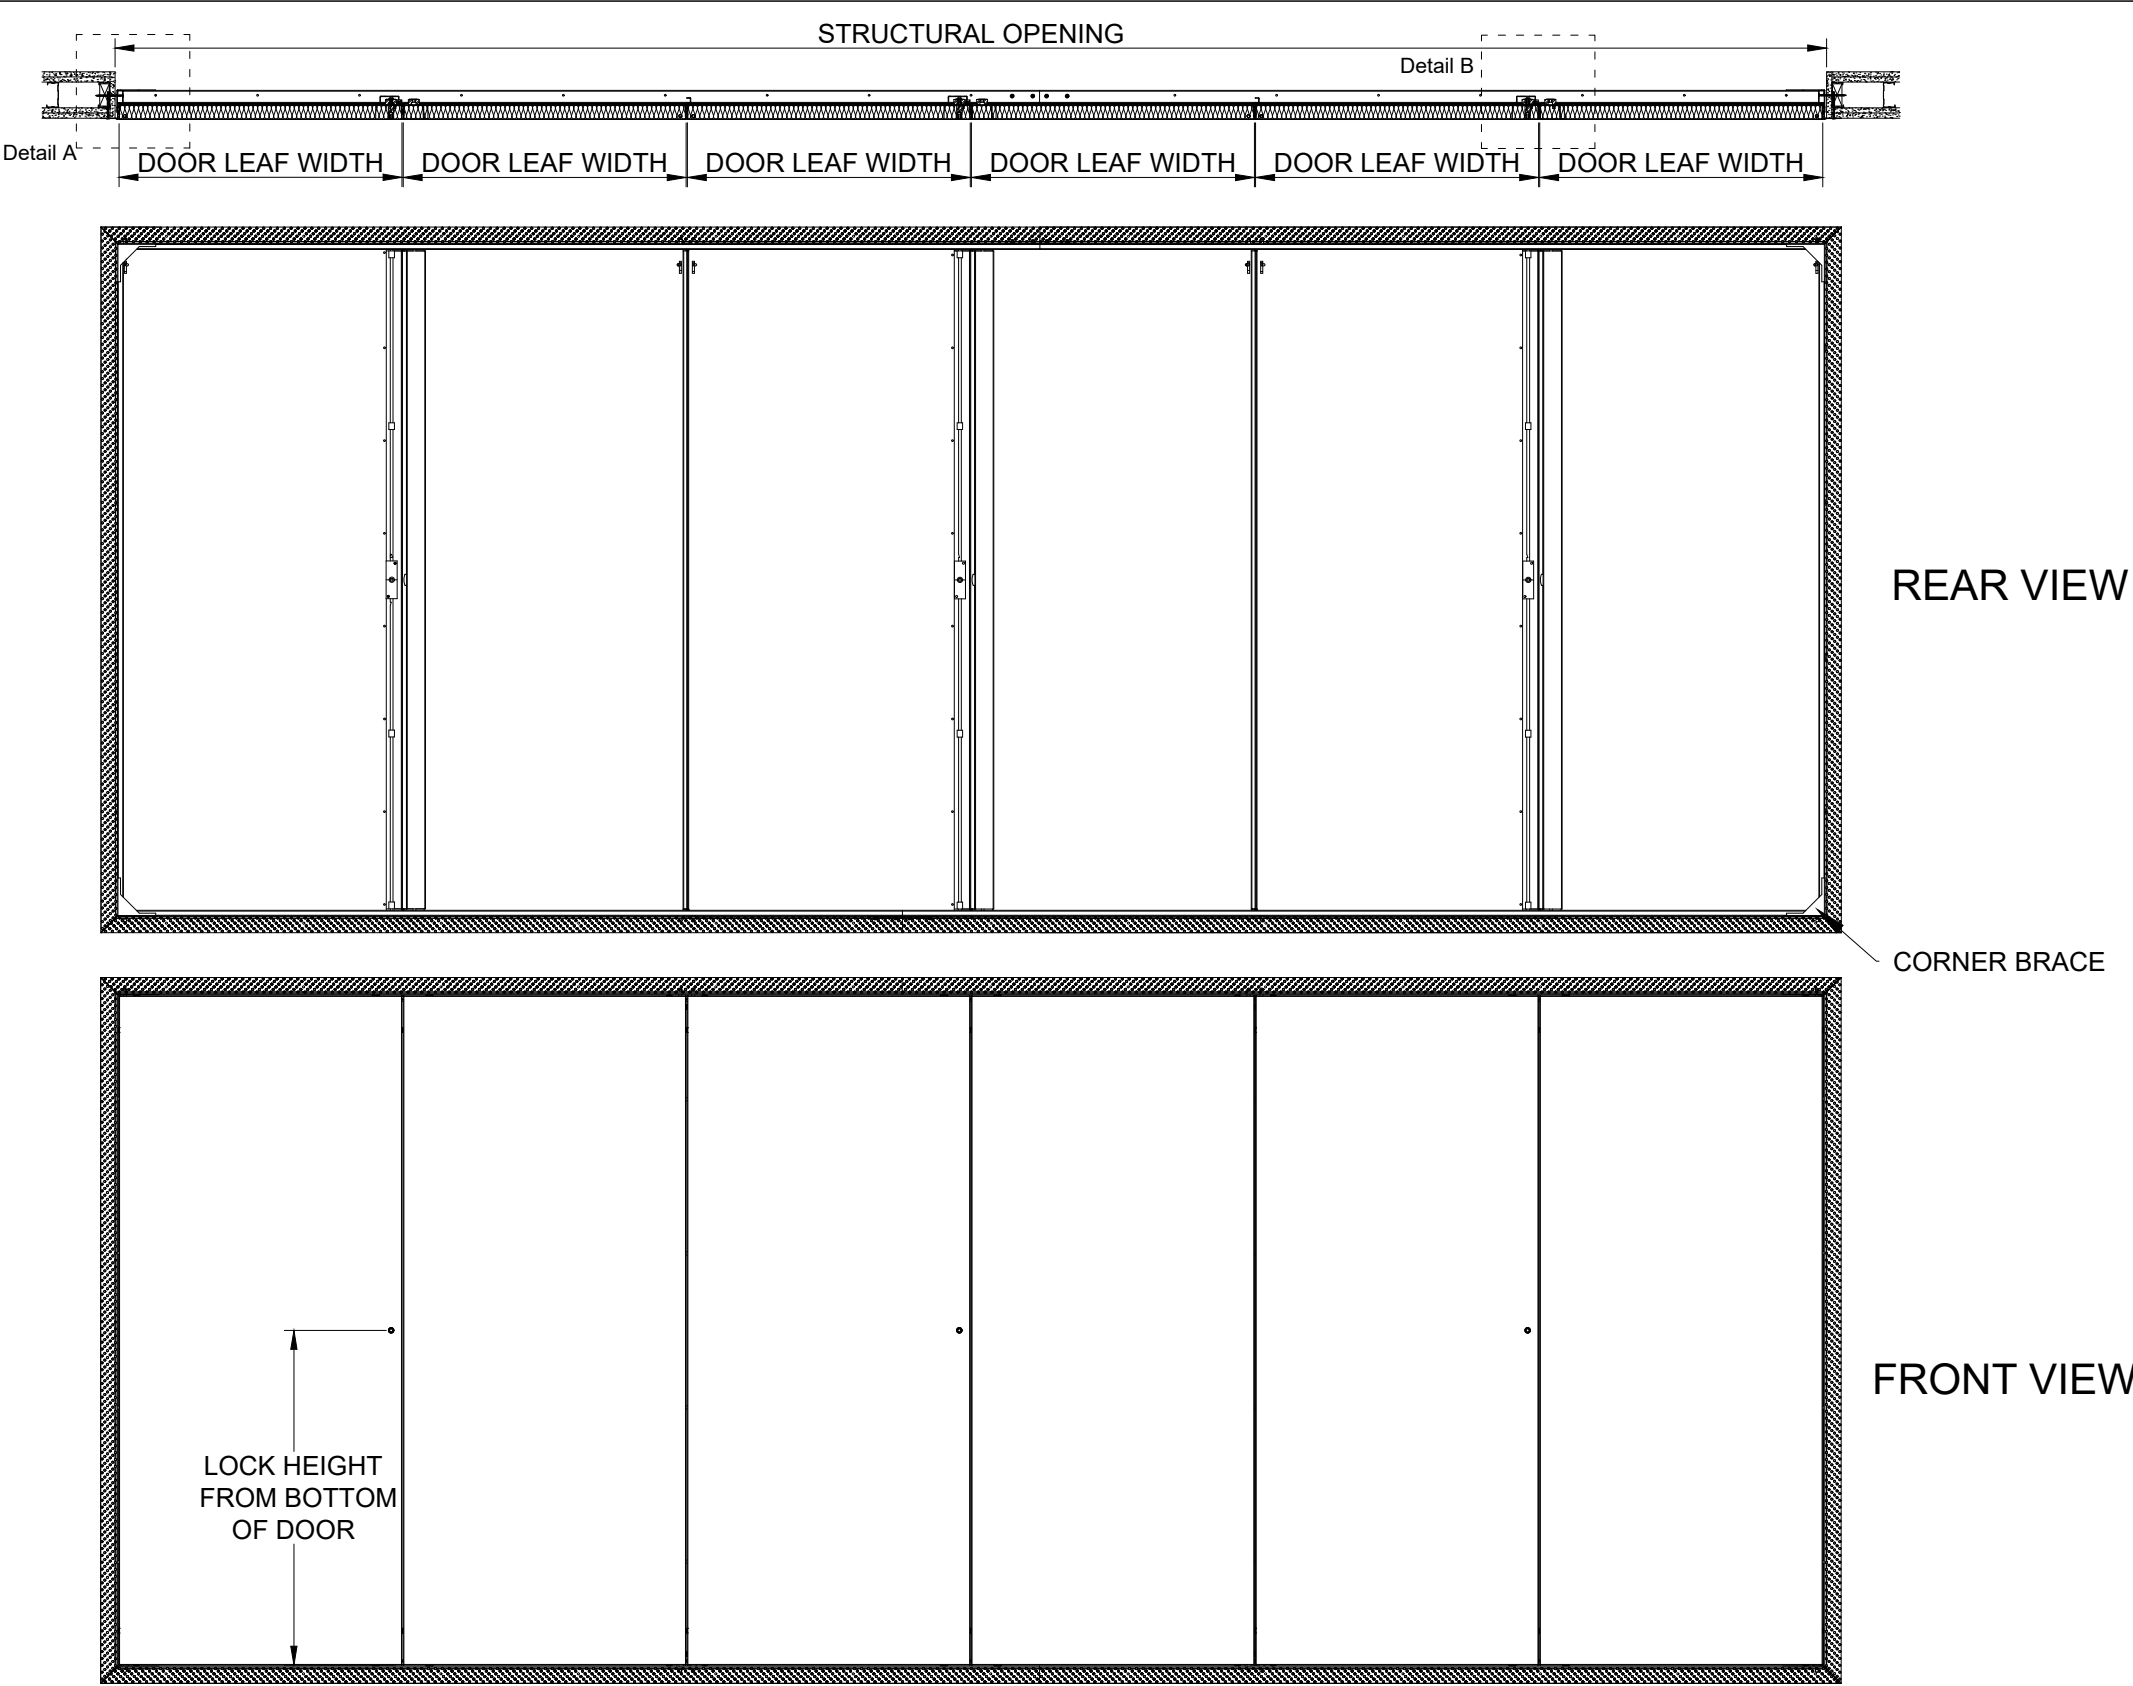 STRUCTURAL OPENING
Detail B
Detail A
DOOR LEAF WIDTH DOOR LEAF WIDTH DOOR LEAF WIDTH DOOR LEAF WIDTH DOOR LEAF WIDTH DOOR LEAF WIDTH
REAR VIEW
CORNER BRACE
FRONT VIEW
LOCK HEIGHT
FROM BOTTOM
OF DOOR